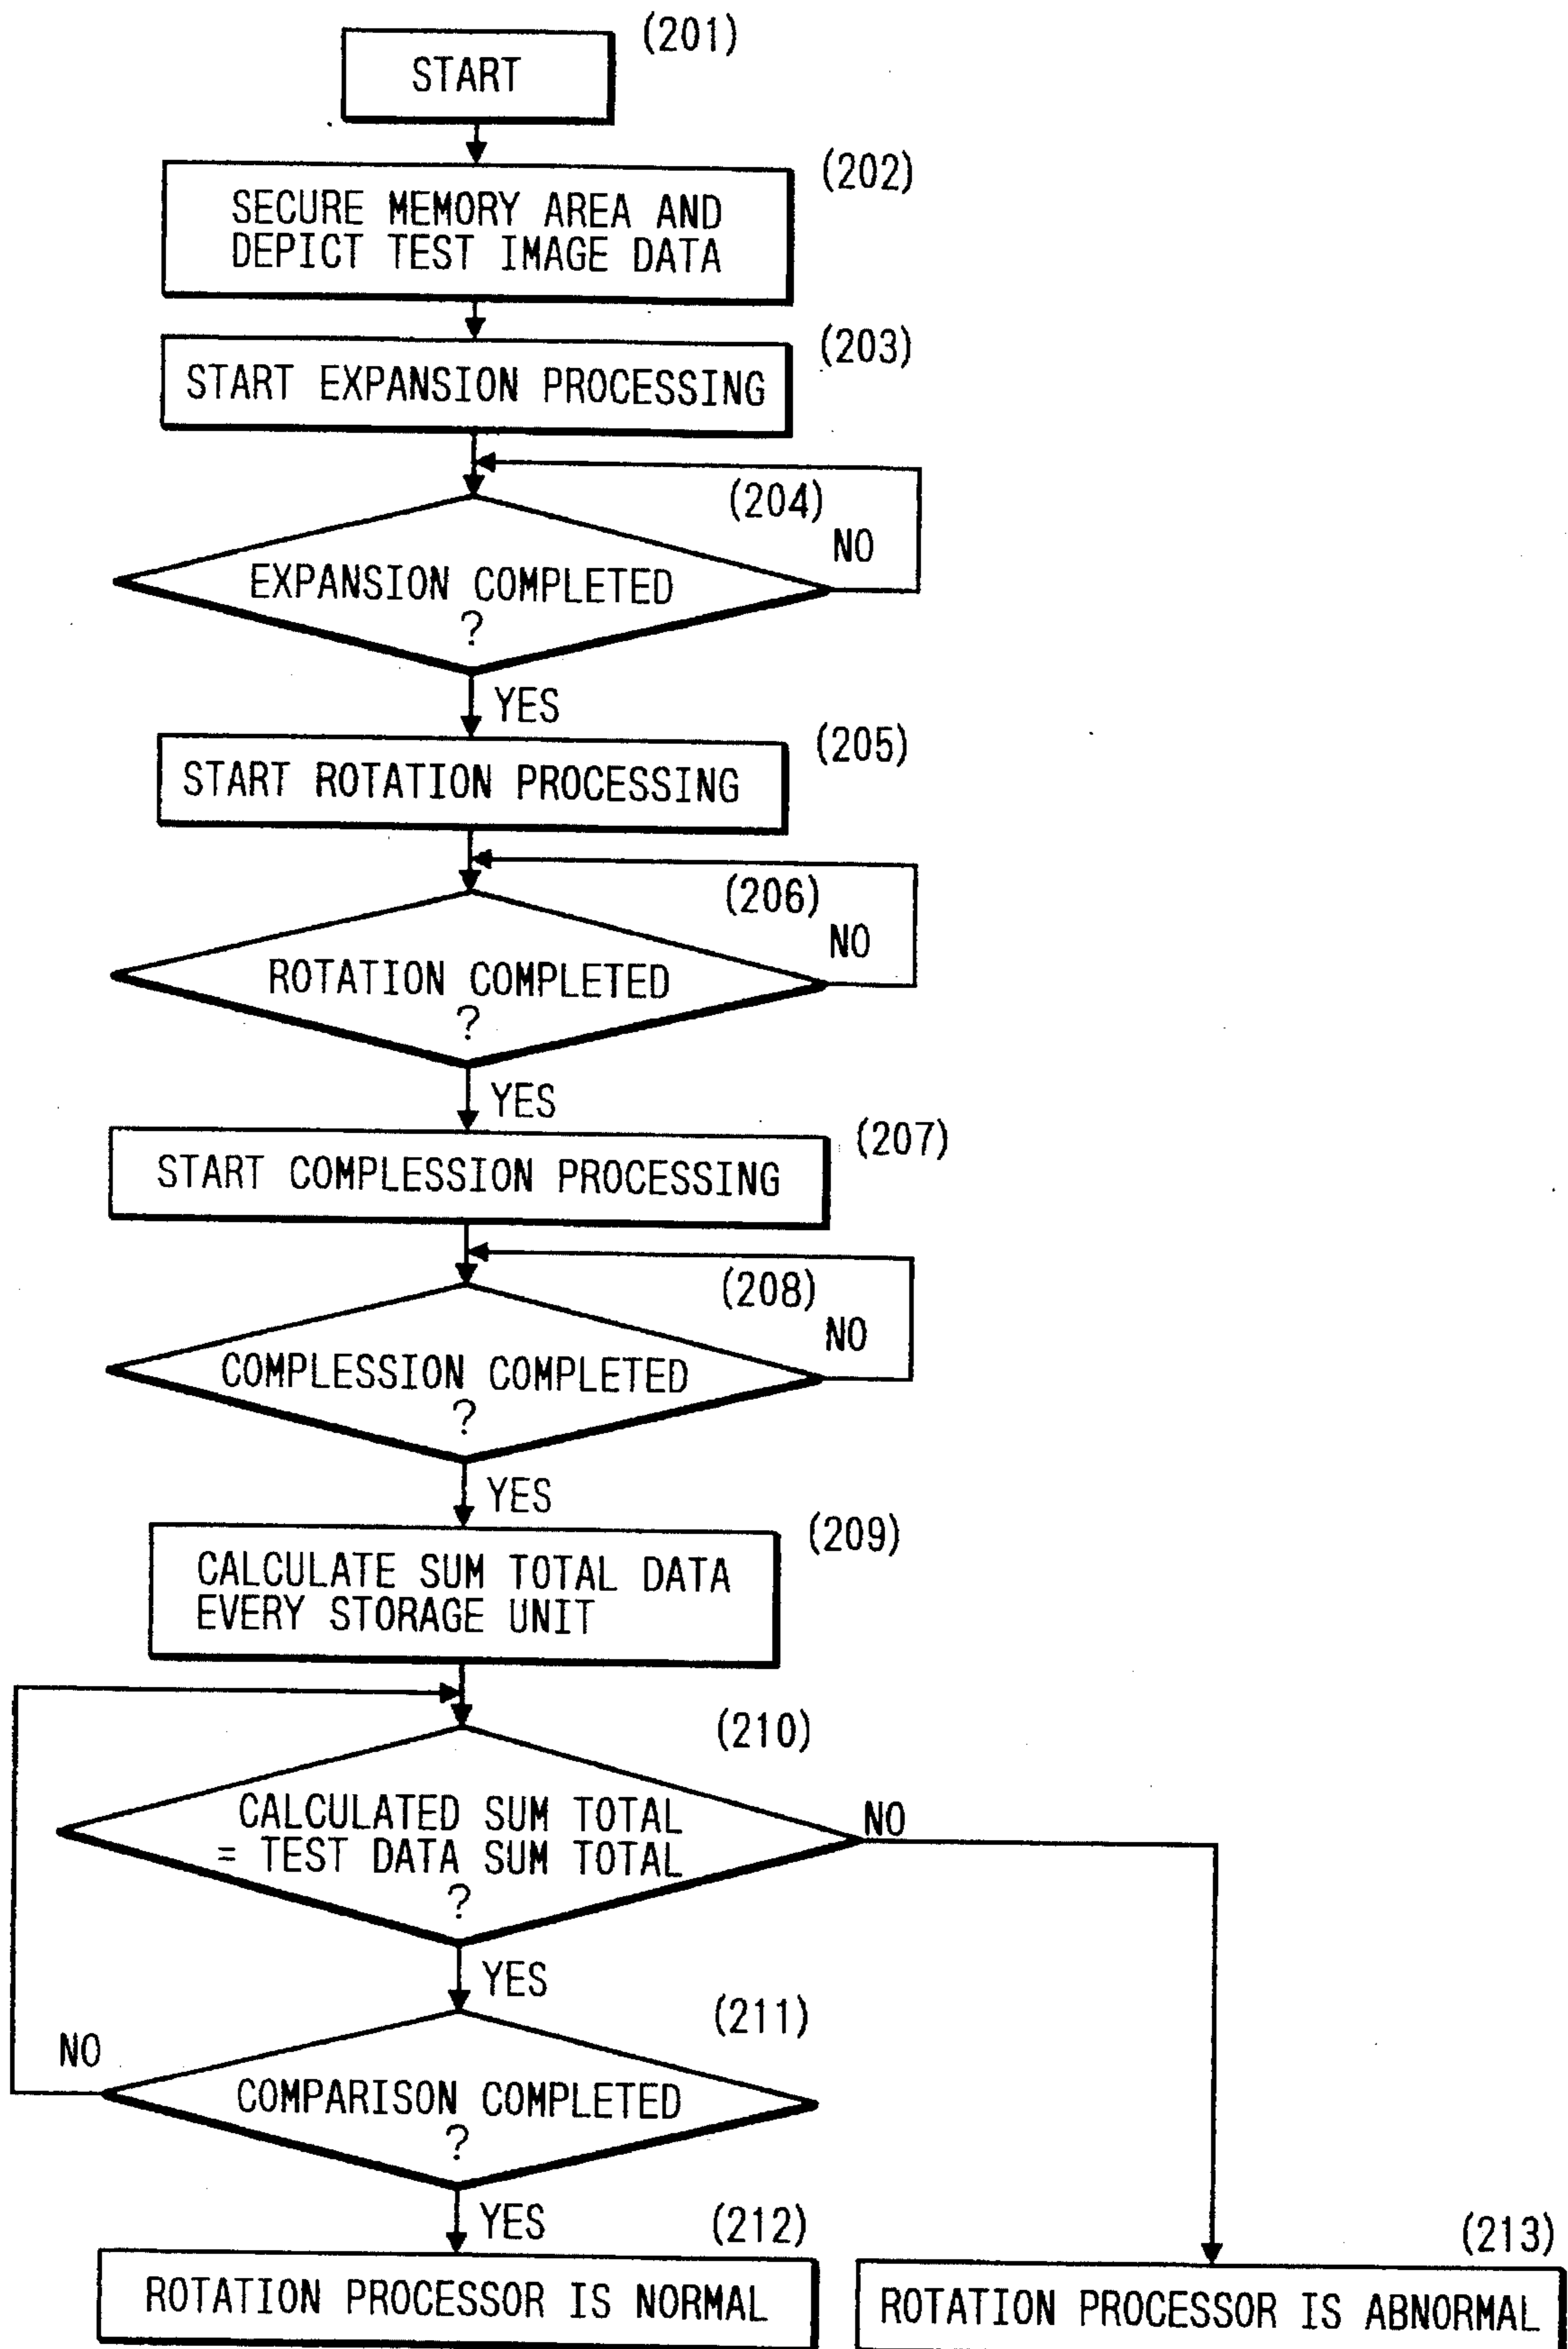 (201)
START
(202)
SECURE MEMORY AREA AND
DEPICT TEST IMAGE DATA
(203)
START EXPANSION PROCESSING
(204)
NO
EXPANSION COMPLETED
?
YES
(205)
START ROTATION PROCESSING
(206)
NO
ROTATION COMPLETED
?
YES
(207)
START COMPLESSION PROCESSING
(208)
NO
COMPLESSION COMPLETED
?
YES
(209)
CALCULATE SUM TOTAL DATA
EVERY STORAGE UNIT
(210)
CALCULATED SUM TOTAL
= TEST DATA SUM TOTAL
?
NO
YES
(211)
NO
COMPARISON COMPLETED
?
YES
(212)
(213)
ROTATION PROCESSOR IS NORMAL
ROTATION PROCESSOR IS ABNORMAL